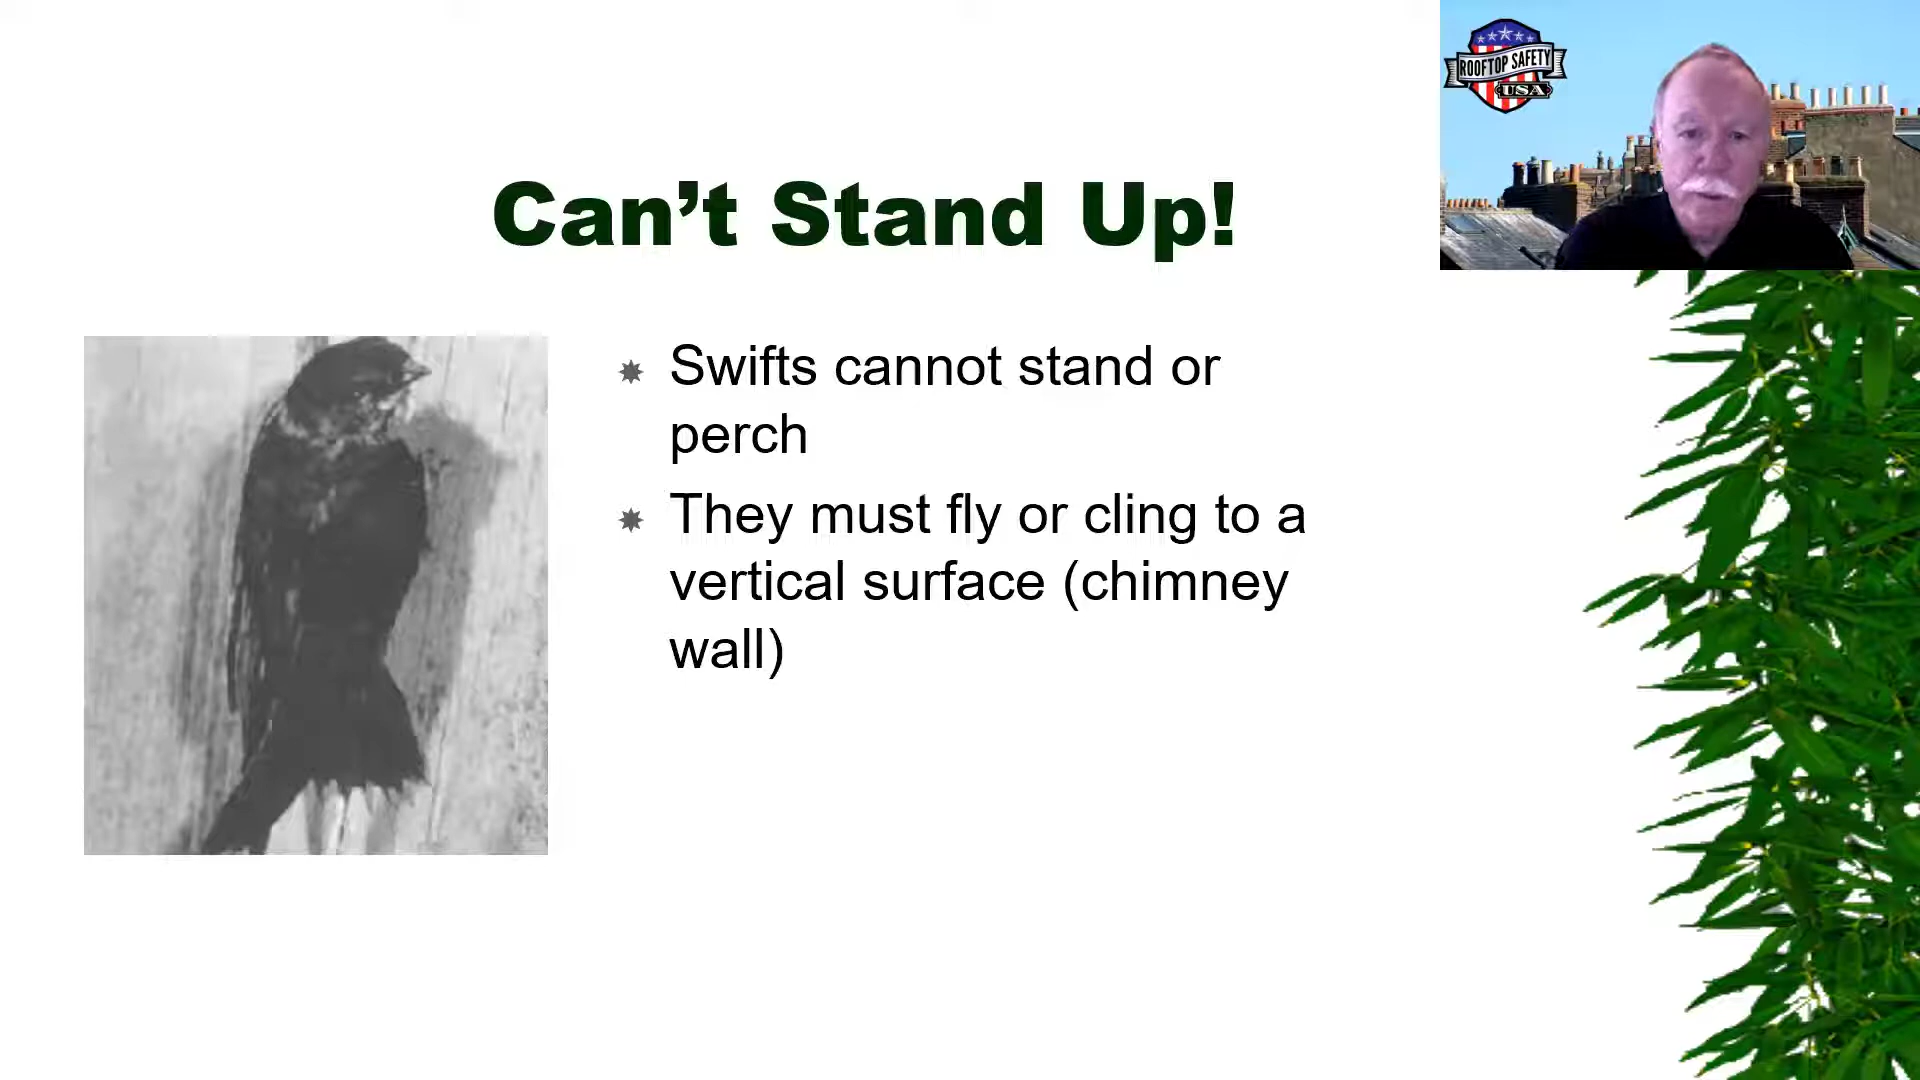 ROOFTOP SAFETY
USA
Can’t Stand Up!
Swifts cannot stand or
perch
They must fly or cling to a
vertical surface (chimney
wall)